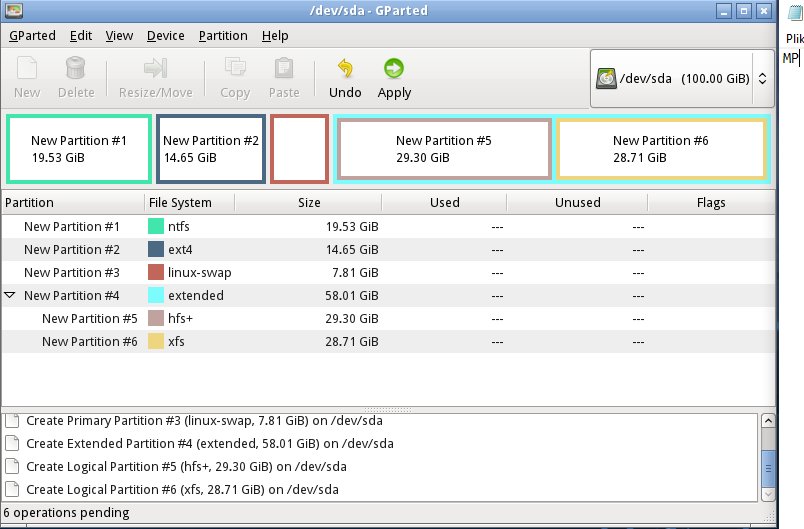 /dev/sda - GParted
GParted Edit View Device Partition Help
New Delete Resize/Move Copy Paste Undo Apply
/dev/sda (100.00 GiB)
New Partition #1
19.53 GiB
New Partition #2
14.65 GiB
New Partition #5
29.30 GiB
New Partition #6
28.71 GiB
Partition File System Size Used Unused Flags
New Partition #1 ntfs 19.53 GiB --- ---
New Partition #2 ext4 14.65 GiB --- ---
New Partition #3 linux-swap 7.81 GiB --- ---
New Partition #4 extended 58.01 GiB --- ---
New Partition #5 hfs+ 29.30 GiB --- ---
New Partition #6 xfs 28.71 GiB --- ---
Create Primary Partition #3 (linux-swap, 7.81 GiB) on /dev/sda
Create Extended Partition #4 (extended, 58.01 GiB) on /dev/sda
Create Logical Partition #5 (hfs+, 29.30 GiB) on /dev/sda
Create Logical Partition #6 (xfs, 28.71 GiB) on /dev/sda
6 operations pending
Plik
MP